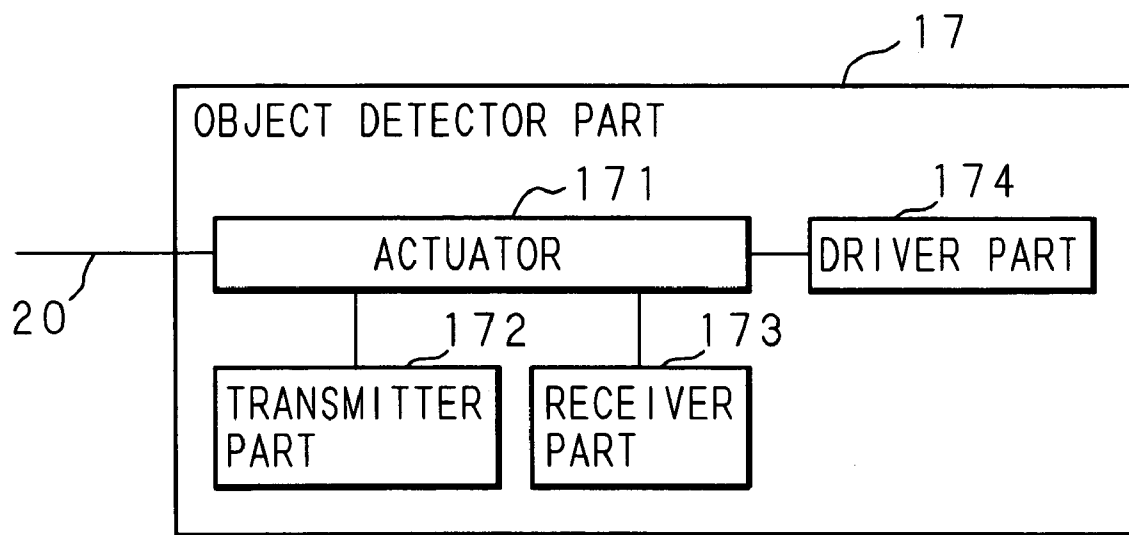 17
OBJECT DETECTOR PART
171
174
ACTUATOR
DRIVER PART
20
172
173
TRANSMITTER
PART
RECEIVER
PART